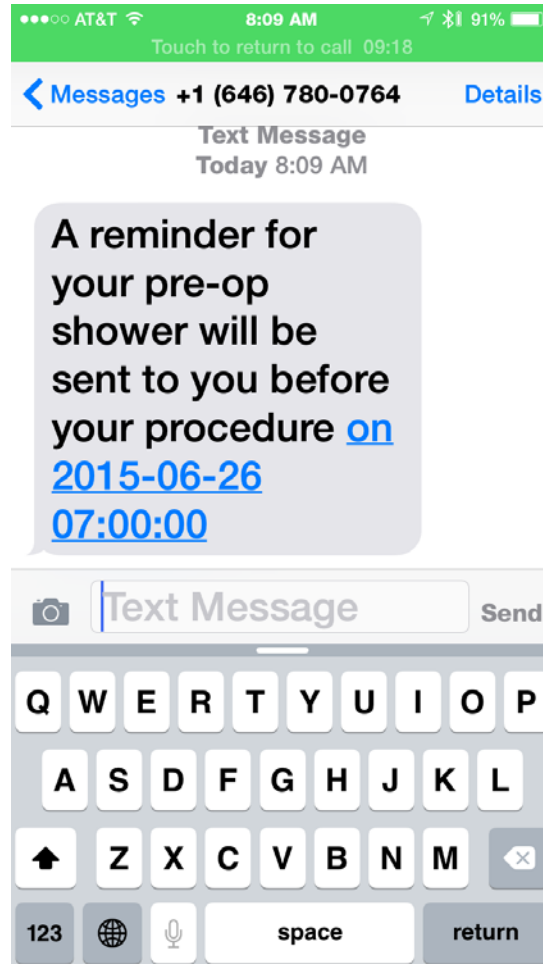 AT&T 8:09 AM 91%
Touch to return to call 09:18
Messages +1 (646) 780-0764 Details
Text Message
Today 8:09 AM
A reminder for
your pre-op
shower will be
sent to you before
your procedure on
2015-06-26
07:00:00
Text Message Send
Q W E R T Y U I O P
A S D F G H J K L
Z X C V B N M
123 space return